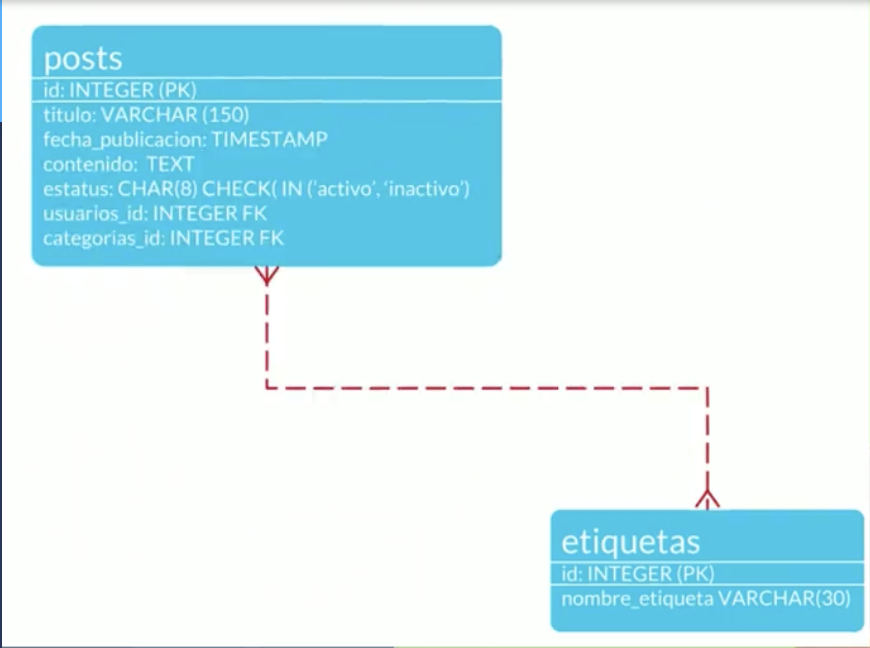 posts
id: INTEGER (PK)
titulo: VARCHAR (150)
fecha_publicacion: TIMESTAMP
contenido: TEXT
estatus: CHAR(8) CHECK( IN ('activo', 'inactivo')
usuarios_id: INTEGER FK
categorias_id: INTEGER FK
etiquetas
id: INTEGER (PK)
nombre_etiqueta VARCHAR(30)